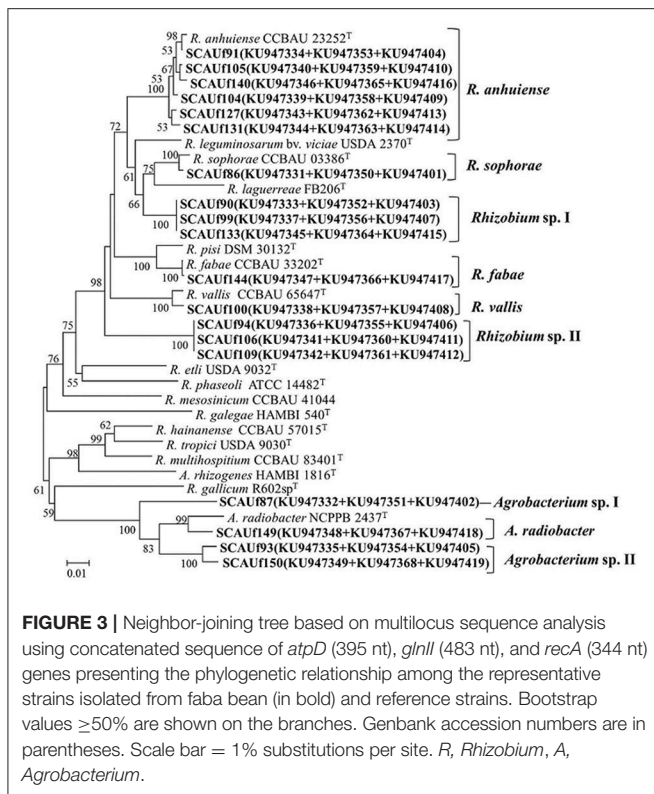 98
R. anhuiense CCBAU 23252T
53
SCAUf91(KU947334+KU947353+KU947404)
67
SCAUf105(KU947340+KU947359+KU947410)
53
SCAUf140(KU947346+KU947365+KU947416)
R. anhuiense
100
SCAUf104(KU947339+KU947358+KU947409)
SCAUf127(KU947343+KU947362+KU947413)
53
SCAUf131(KU947344+KU947363+KU947414)
72
R. leguminosarum bv. viciae USDA 2370T
100
R. sophorae CCBAU 03386T
R. sophorae
61
75
SCAUf86(KU947331+KU947350+KU947401)
R. laguerreae FB206T
66
SCAUf90(KU947333+KU947352+KU947403)
SCAUf99(KU947337+KU947356+KU947407)
Rhizobium sp. I
100
SCAUf133(KU947345+KU947364+KU947415)
R. pisi DSM 30132T
100
R. fabae CCBAU 33202T
R. fabae
100
SCAUf144(KU947347+KU947366+KU947417)
98
R. vallis CCBAU 65647T
R. vallis
100
SCAUf100(KU947338+KU947357+KU947408)
SCAUf94(KU947336+KU947355+KU947406)
75
SCAUf106(KU947341+KU947360+KU947411)
Rhizobium sp. II
100
SCAUf109(KU947342+KU947361+KU947412)
76
R. etli USDA 9032T
55
R. phaseoli ATCC 14482T
R. mesosinicum CCBAU 41044
R. galegae HAMBI 540T
62
R. hainanense CCBAU 57015T
99
R. tropici USDA 9030T
98
R. multihospitium CCBAU 83401T
A. rhizogenes HAMBI 1816T
61
R. gallicum R602spT
59
SCAUf87(KU947332+KU947351+KU947402)
Agrobacterium sp. I
100
A. radiobacter NCPPB 2437T
99
SCAUf149(KU947348+KU947367+KU947418)
A. radiobacter
83
SCAUf93(KU947335+KU947354+KU947405)
100
SCAUf150(KU947349+KU947368+KU947419)
Agrobacterium sp. II
0.01
FIGURE 3 | Neighbor-joining tree based on multilocus sequence analysis
using concatenated sequence of atpD (395 nt), glnII (483 nt), and recA (344 nt)
genes presenting the phylogenetic relationship among the representative
strains isolated from faba bean (in bold) and reference strains. Bootstrap
values ≥50% are shown on the branches. Genbank accession numbers are in
parentheses. Scale bar = 1% substitutions per site. R, Rhizobium, A,
Agrobacterium.